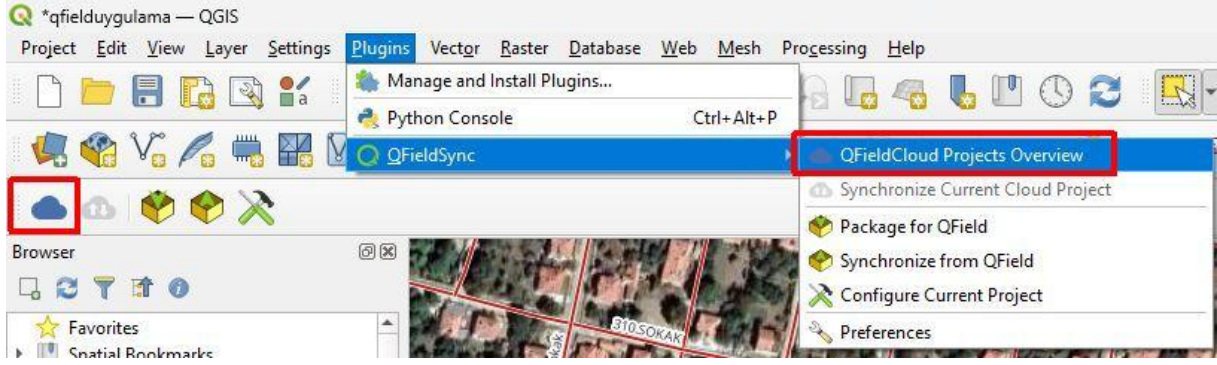 *qfielduygulama — QGIS
Project Edit View Layer Settings Plugins Vector Raster Database Web Mesh Processing Help
Manage and Install Plugins...
Python Console Ctrl+Alt+P
QFieldSync
QFieldCloud Projects Overview
Synchronize Current Cloud Project
Package for QField
Synchronize from QField
Configure Current Project
Preferences
a
Browser
Favorites
Spatial Bookmarks
310.SOKAK